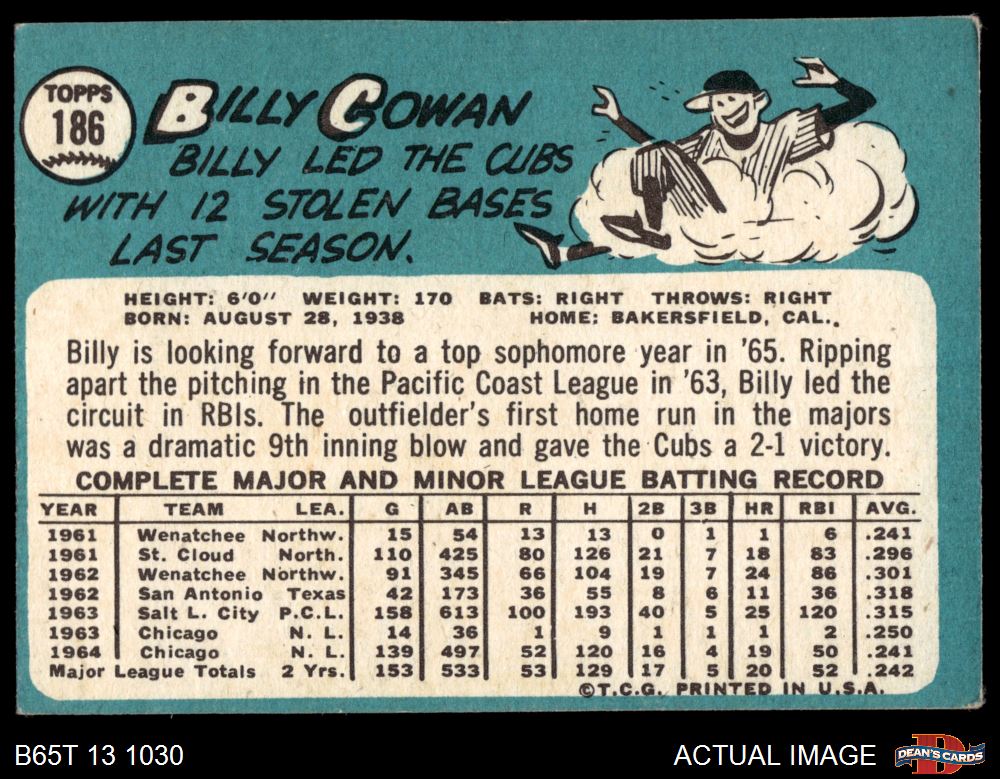 TOPPS
186
BILLY COWAN
BILLY LED THE CUBS
WITH 12 STOLEN BASES
LAST SEASON.
HEIGHT: 6'0" WEIGHT: 170 BATS: RIGHT THROWS: RIGHT
BORN: AUGUST 28, 1938 HOME: BAKERSFIELD, CAL.
Billy is looking forward to a top sophomore year in '65. Ripping
apart the pitching in the Pacific Coast League in '63, Billy led the
circuit in RBIs. The outfielder's first home run in the majors
was a dramatic 9th inning blow and gave the Cubs a 2-1 victory.
COMPLETE MAJOR AND MINOR LEAGUE BATTING RECORD
YEAR TEAM LEA. G AB R H 2B 3B HR RBI AVG.
1961 Wenatchee Northw. 15 54 13 13 0 1 1 6 .241
1961 St. Cloud North. 110 425 80 126 21 7 18 83 .296
1962 Wenatchee Northw. 91 345 66 104 19 7 24 86 .301
1962 San Antonio Texas 42 173 36 55 8 6 11 36 .318
1963 Salt L. City P.C.L. 158 613 100 193 40 5 25 120 .315
1963 Chicago N. L. 14 36 1 9 1 1 1 2 .250
1964 Chicago N. L. 139 497 52 120 16 4 19 50 .241
Major League Totals 2 Yrs. 153 533 53 129 17 5 20 52 .242
©T.C.G. PRINTED IN U.S.A.
B65T 13 1030 ACTUAL IMAGE DEAN'S CARDS